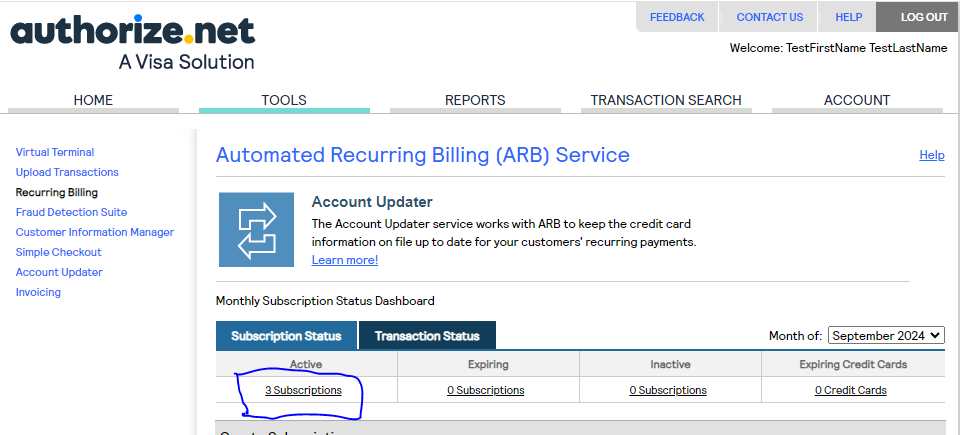 authorize.net
A Visa Solution
FEEDBACK CONTACT US HELP LOG OUT
Welcome: TestFirstName TestLastName
HOME TOOLS REPORTS TRANSACTION SEARCH ACCOUNT
Virtual Terminal
Upload Transactions
Recurring Billing
Fraud Detection Suite
Customer Information Manager
Simple Checkout
Account Updater
Invoicing
Automated Recurring Billing (ARB) Service
Help
Account Updater
The Account Updater service works with ARB to keep the credit card
information on file up to date for your customers' recurring payments.
Learn more!
Monthly Subscription Status Dashboard
Subscription Status Transaction Status Month of: September 2024
Active Expiring Inactive Expiring Credit Cards
3 Subscriptions 0 Subscriptions 0 Subscriptions 0 Credit Cards